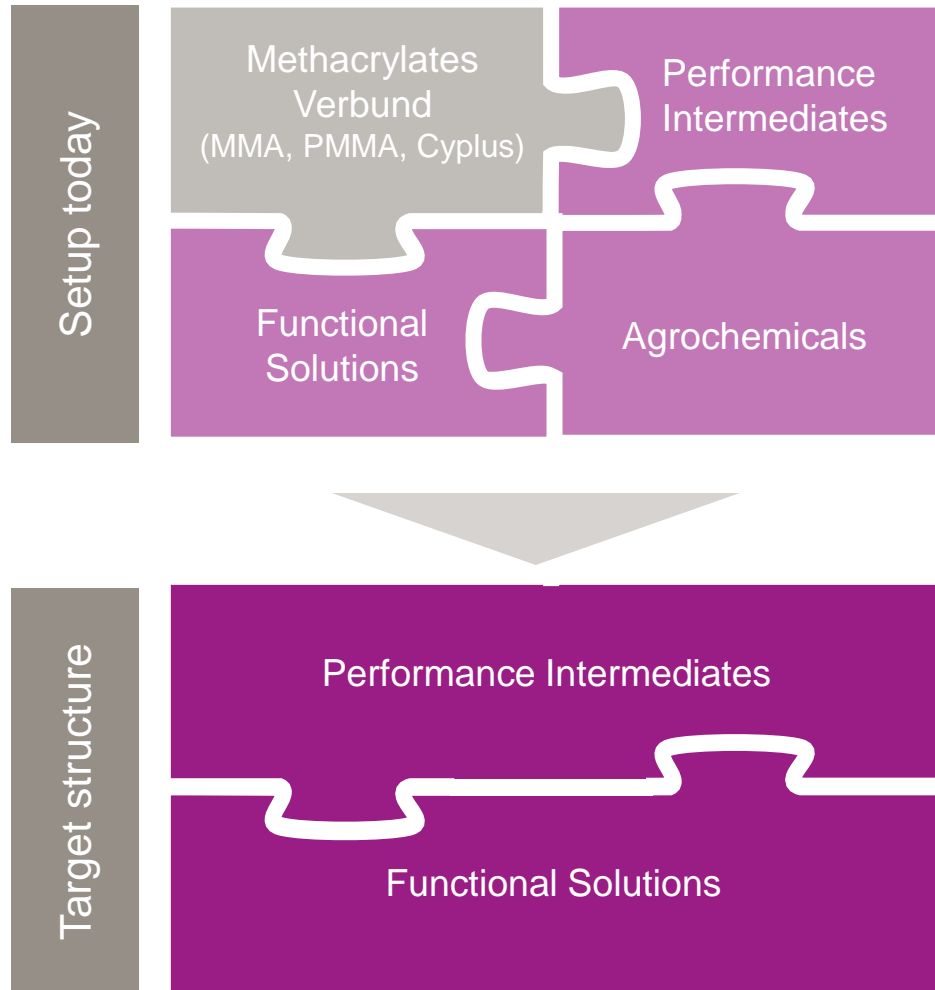 Setup today
Methacrylates
Verbund
(MMA, PMMA, Cyplus)
Performance
Intermediates
Functional
Solutions
Agrochemicals
Target structure
Performance Intermediates
Functional Solutions